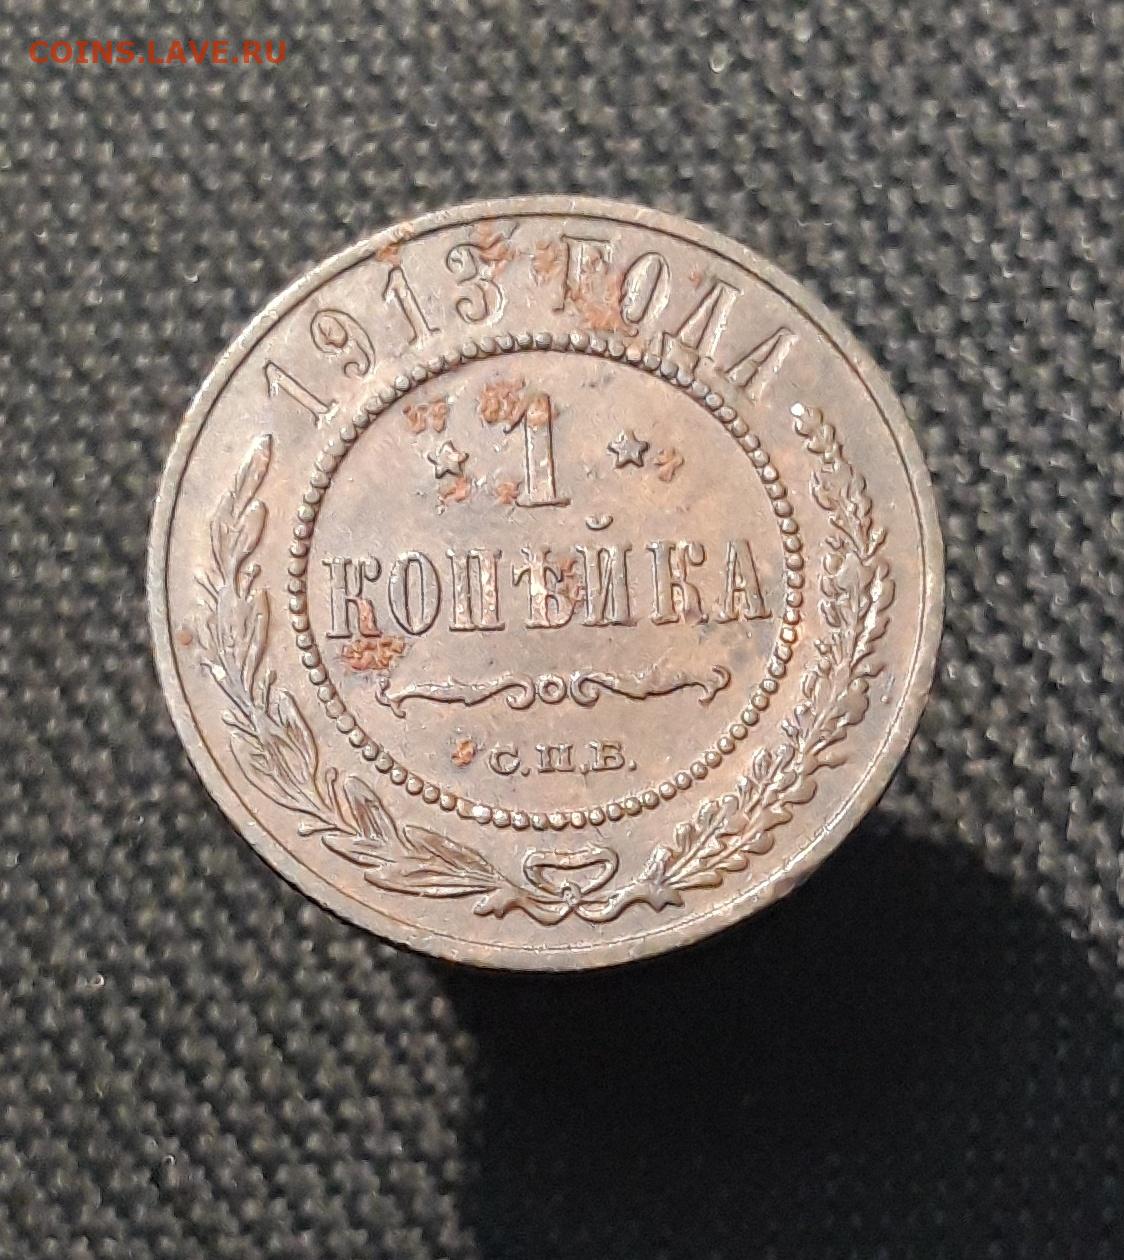 COINS.LAVE.RU
1913 ГОДА
1
КОПѢЙКА
С.П.Б.